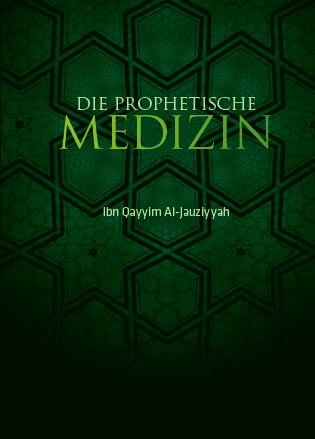 DIE PROPHETISCHE
MEDIZIN
Ibn Qayyim Al-Jauziyyah